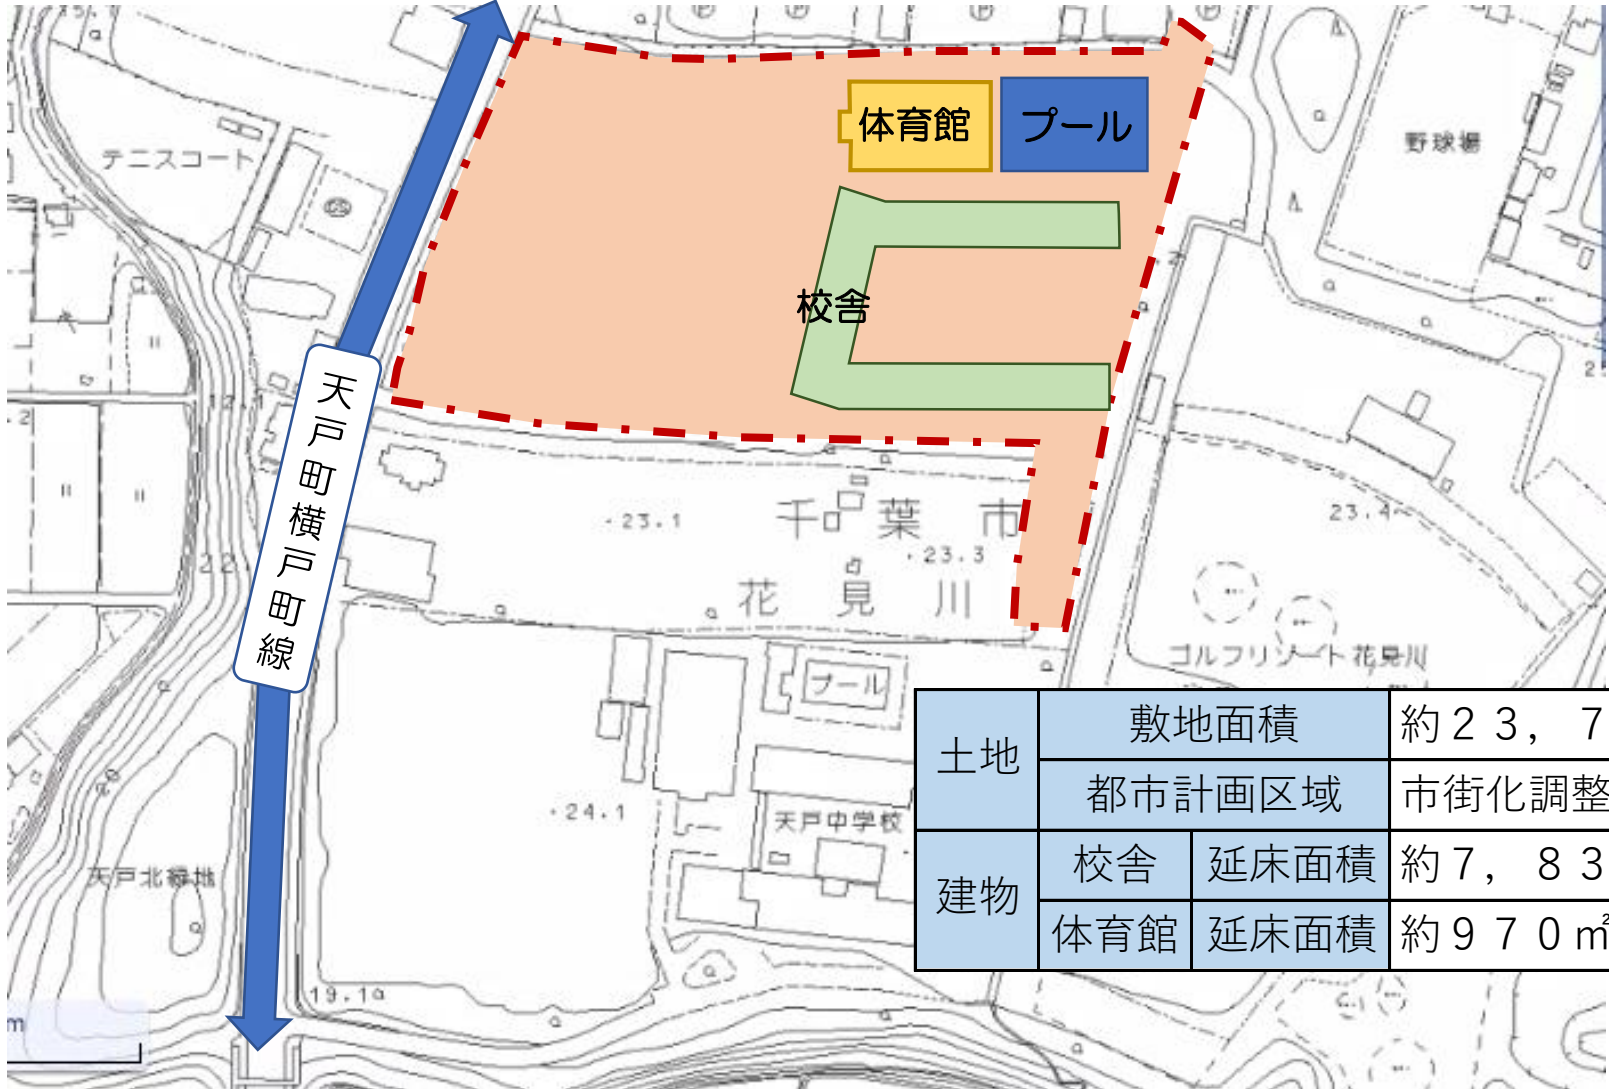 体育館
プール
野球場
テニスコート
校舎
天戸町横戸町線
23.1
千葉市
23.3
23.4
花見川
ゴルフリゾート花見川
プール
24.1
天戸中学校
天戸北緑地
19.1
m
土地
敷地面積
約２３，７
都市計画区域
市街化調整
建物
校舎
延床面積
約７，８３
体育館
延床面積
約９７０㎡